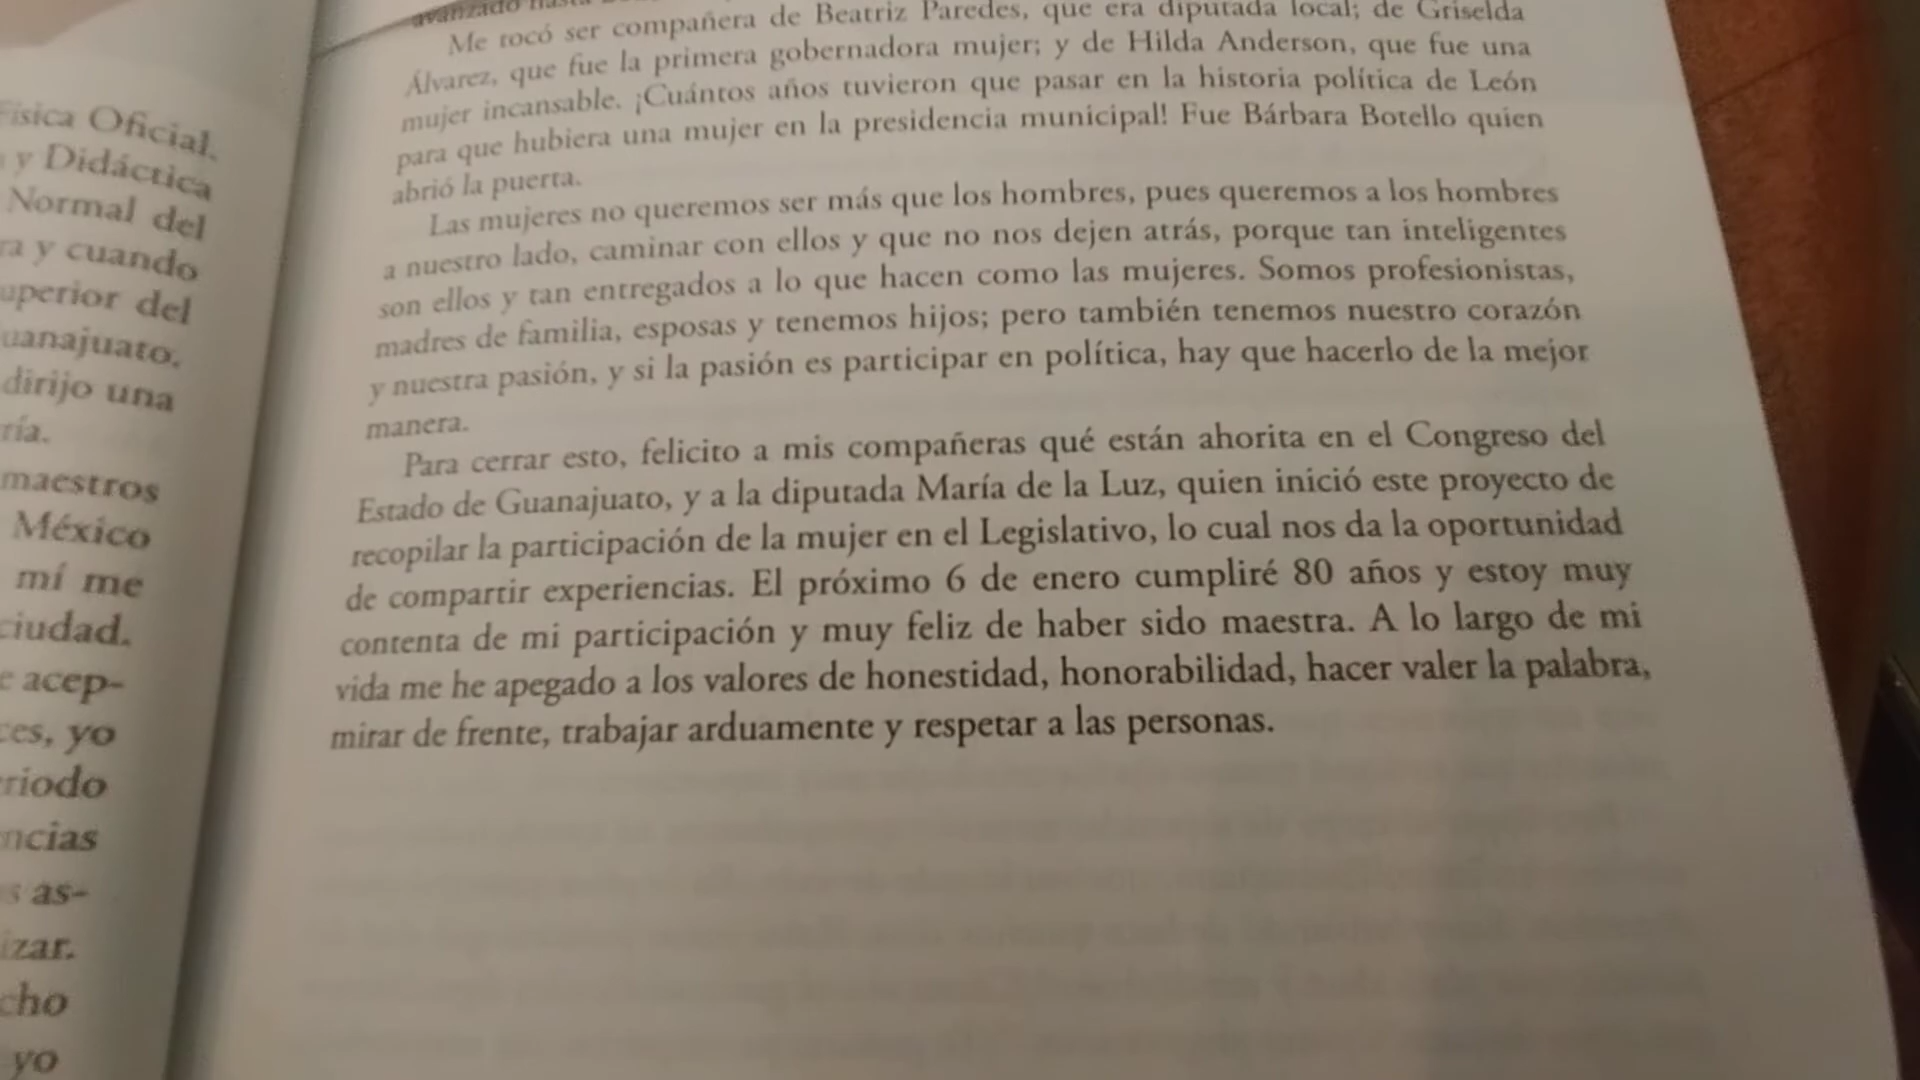 Física Oficial.
y Didáctica
Normal del
ra y cuando
uperior del
uanajuato,
dirijo una
ría.
maestros
México
mí me
ciudad.
e acep-
ces, yo
riodo
ncias
s as-
izar.
cho
yo
avanzado hasta
Me tocó ser compañera de Beatriz Paredes, que era diputada local; de Griselda
Álvarez, que fue la primera gobernadora mujer; y de Hilda Anderson, que fue una
mujer incansable. ¡Cuántos años tuvieron que pasar en la historia política de León
para que hubiera una mujer en la presidencia municipal! Fue Bárbara Botello quien
abrió la puerta.
Las mujeres no queremos ser más que los hombres, pues queremos a los hombres
a nuestro lado, caminar con ellos y que no nos dejen atrás, porque tan inteligentes
son ellos y tan entregados a lo que hacen como las mujeres. Somos profesionistas,
madres de familia, esposas y tenemos hijos; pero también tenemos nuestro corazón
y nuestra pasión, y si la pasión es participar en política, hay que hacerlo de la mejor
manera.
Para cerrar esto, felicito a mis compañeras qué están ahorita en el Congreso del
Estado de Guanajuato, y a la diputada María de la Luz, quien inició este proyecto de
recopilar la participación de la mujer en el Legislativo, lo cual nos da la oportunidad
de compartir experiencias. El próximo 6 de enero cumpliré 80 años y estoy muy
contenta de mi participación y muy feliz de haber sido maestra. A lo largo de mi
vida me he apegado a los valores de honestidad, honorabilidad, hacer valer la palabra,
mirar de frente, trabajar arduamente y respetar a las personas.